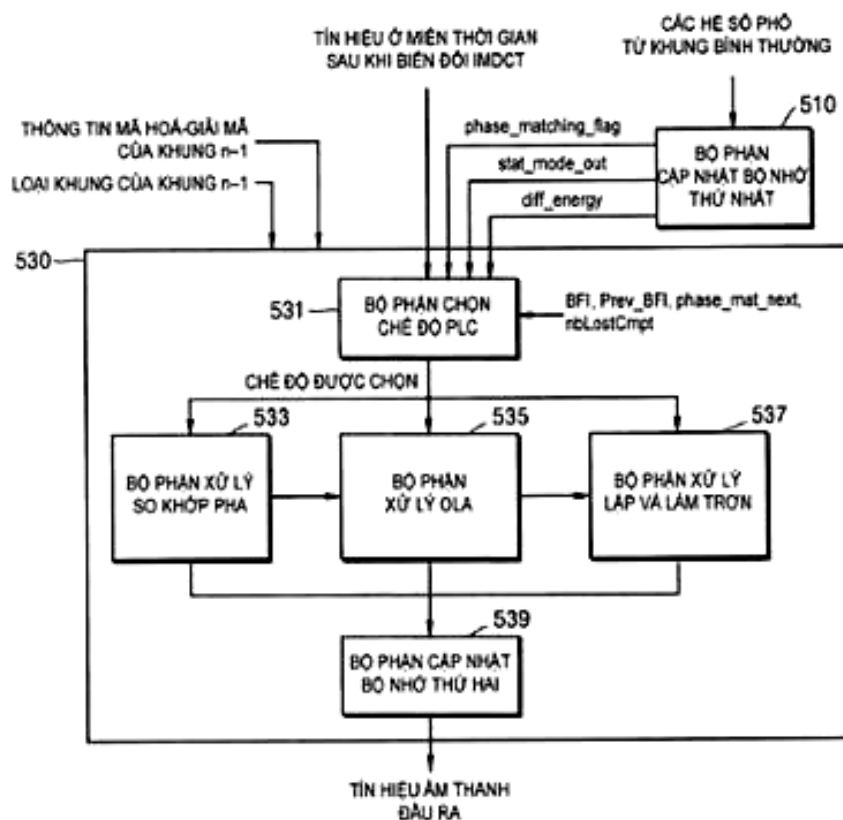 TÍN HIỆU Ở MIỀN THỜI GIAN
SAU KHI BIẾN ĐỔI IMDCT
CÁC HỆ SỐ PHỔ
TỪ KHUNG BÌNH THƯỜNG
THÔNG TIN MÃ HOÁ-GIẢI MÃ
CỦA KHUNG n-1
LOẠI KHUNG CỦA KHUNG n-1
phase_matching_flag
stat_mode_out
diff_energy
510
BỘ PHẬN
CẬP NHẬT BỘ NHỚ
THỨ NHẤT
530
531
BỘ PHẬN CHỌN
CHẾ ĐỘ PLC
BFI, Prev_BFI, phase_mat_next,
nbLostCmpt
CHẾ ĐỘ ĐƯỢC CHỌN
533
BỘ PHẬN XỬ LÝ
SO KHỚP PHA
535
BỘ PHẬN
XỬ LÝ OLA
537
BỘ PHẬN XỬ LÝ
LẶP VÀ LÀM TRƠN
539
BỘ PHẬN CẬP NHẬT
BỘ NHỚ THỨ HAI
TÍN HIỆU ÂM THANH
ĐẦU RA